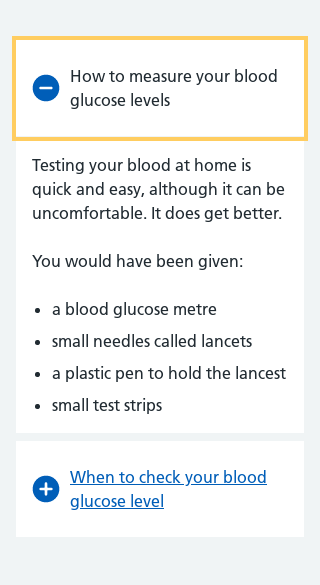 How to measure your blood
glucose levels
Testing your blood at home is
quick and easy, although it can be
uncomfortable. It does get better.
You would have been given:
• a blood glucose metre
• small needles called lancets
• a plastic pen to hold the lancest
• small test strips
When to check your blood
glucose level